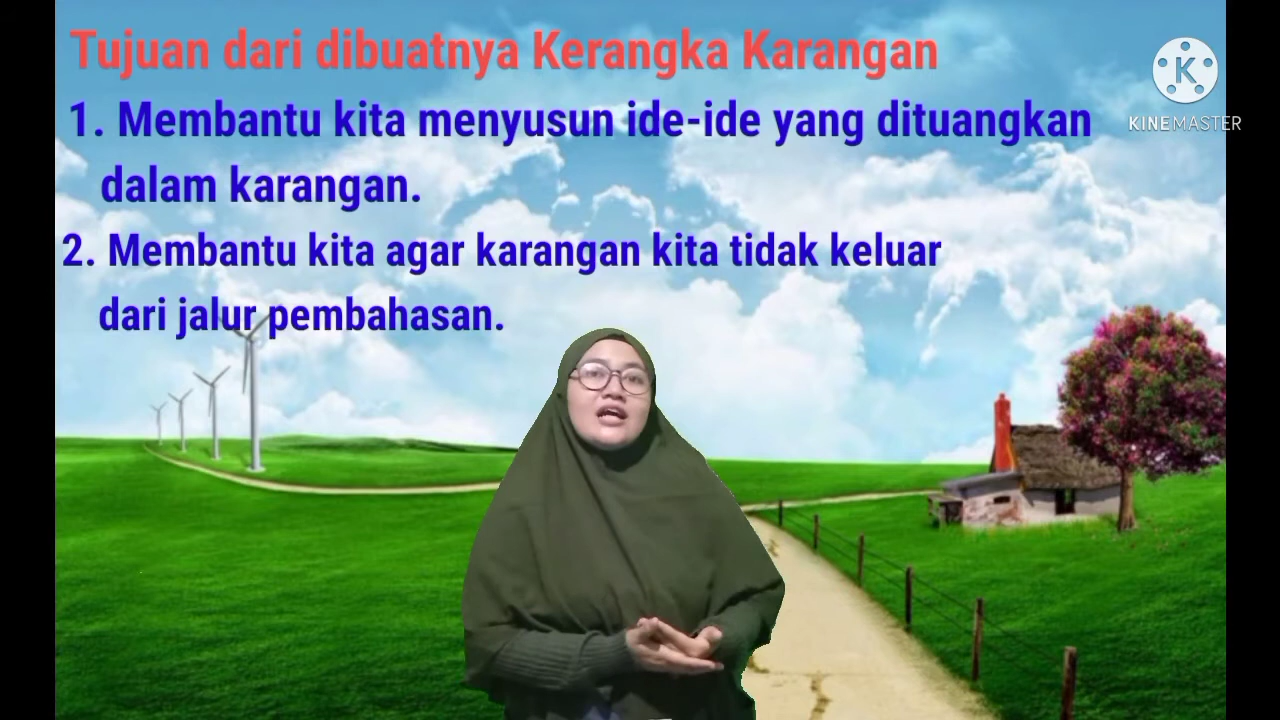 Tujuan dari dibuatnya Kerangka Karangan
1. Membantu kita menyusun ide-ide yang dituangkan
dalam karangan.
2. Membantu kita agar karangan kita tidak keluar
dari jalur pembahasan.
K
KINEMASTER